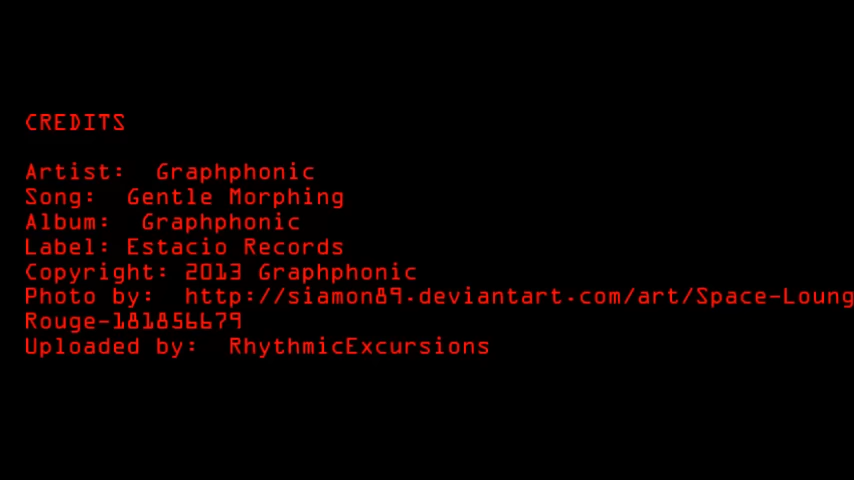 CREDITS
Artist: Graphphonic
Song: Gentle Morphing
Album: Graphphonic
Label: Estacio Records
Copyright: 2013 Graphphonic
Photo by: http://siamon89.deviantart.com/art/Space-Loung
Rouge-181856679
Uploaded by: RhythmicExcursions